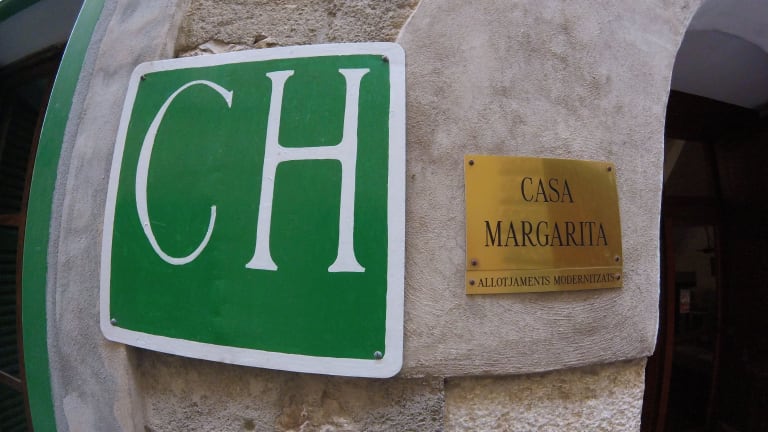 CH
CASA
MARGARITA
ALLOTJAMENTS MODERNITZATS